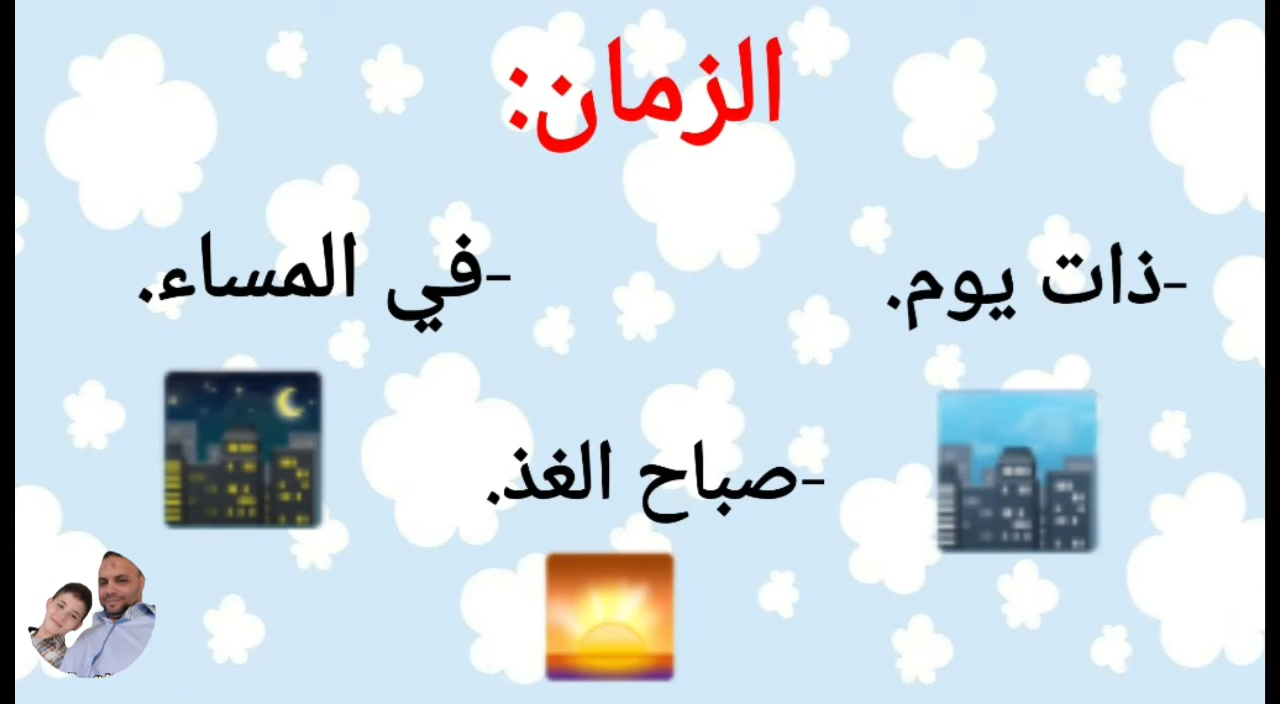 الزمان:
-ذات يوم.
-في المساء.
-صباح الغذ.